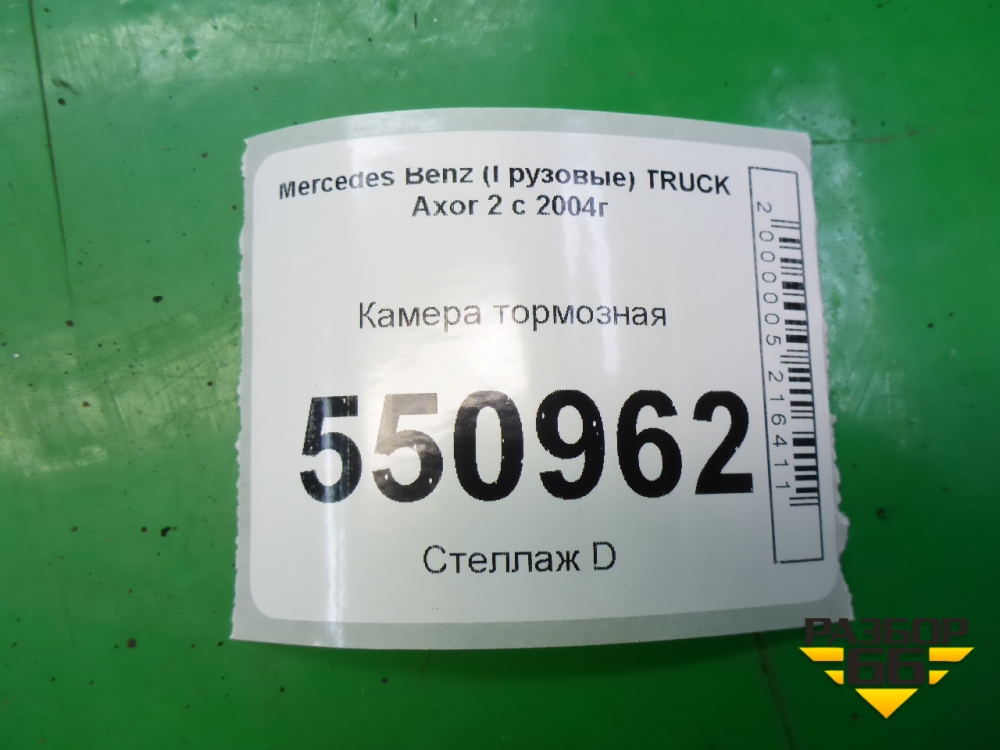 Mercedes Benz (Грузовые) TRUCK
Axor 2 с 2004г
Камера тормозная
550962
Стеллаж D
2000005216411
РАЗБОР
66